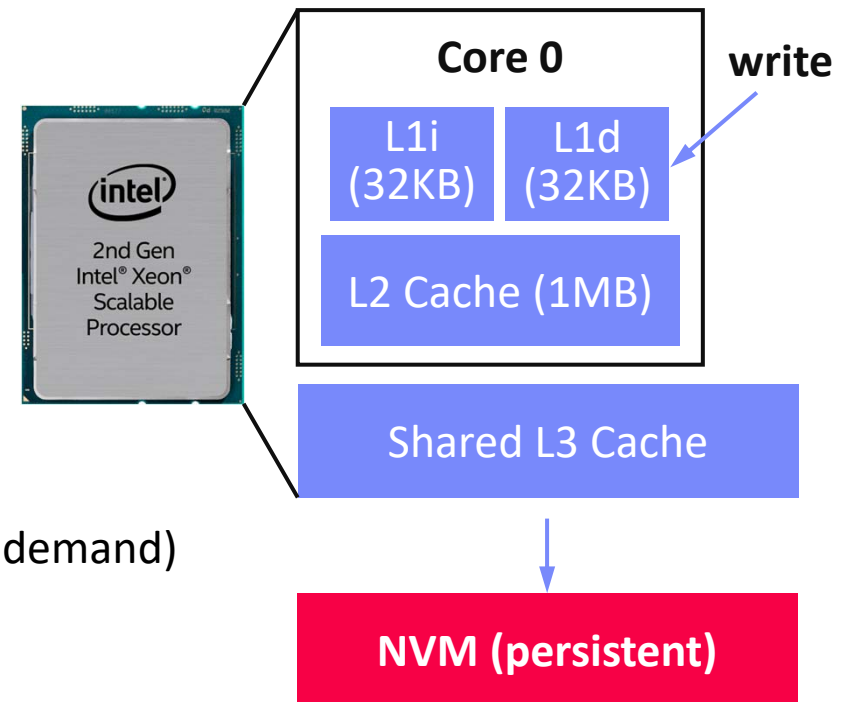 Core 0
write
L1i
(32KB)
L1d
(32KB)
intel
2nd Gen
Intel® Xeon®
Scalable
Processor
L2 Cache (1MB)
Shared L3 Cache
demand)
NVM (persistent)